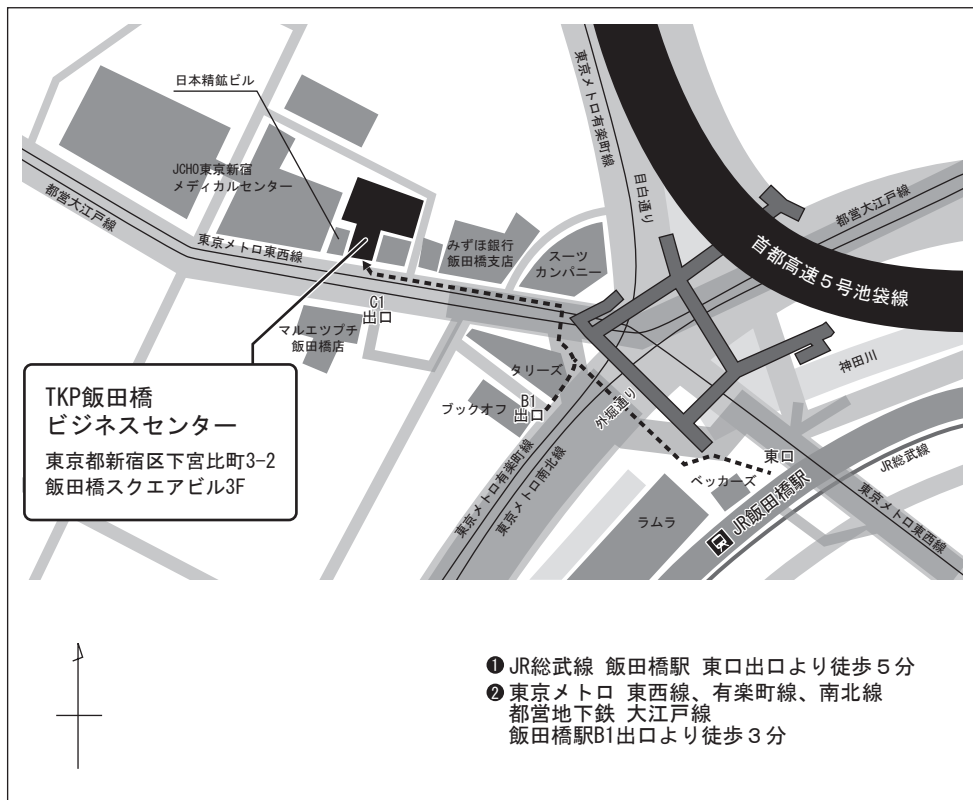 日本精鉱ビル
JCHO東京新宿
メディカルセンター
都営大江戸線
東京メトロ東西線
東京メトロ有楽町線
目白通り
都営大江戸線
首都高速5号池袋線
みずほ銀行
飯田橋支店
スーツ
カンパニー
C1
出口
マルエツプチ
飯田橋店
タリーズ
ブックオフ
B1
出口
外堀通り
神田川
東口
ベッカーズ
JR総武線
ラムラ
JR飯田橋駅
東京メトロ有楽町線
東京メトロ南北線
東京メトロ東西線
TKP飯田橋
ビジネスセンター
東京都新宿区下宮比町3-2
飯田橋スクエアビル3F
❶ JR総武線 飯田橋駅 東口出口より徒歩5分
❷ 東京メトロ 東西線、有楽町線、南北線
都営地下鉄 大江戸線
飯田橋駅B1出口より徒歩3分